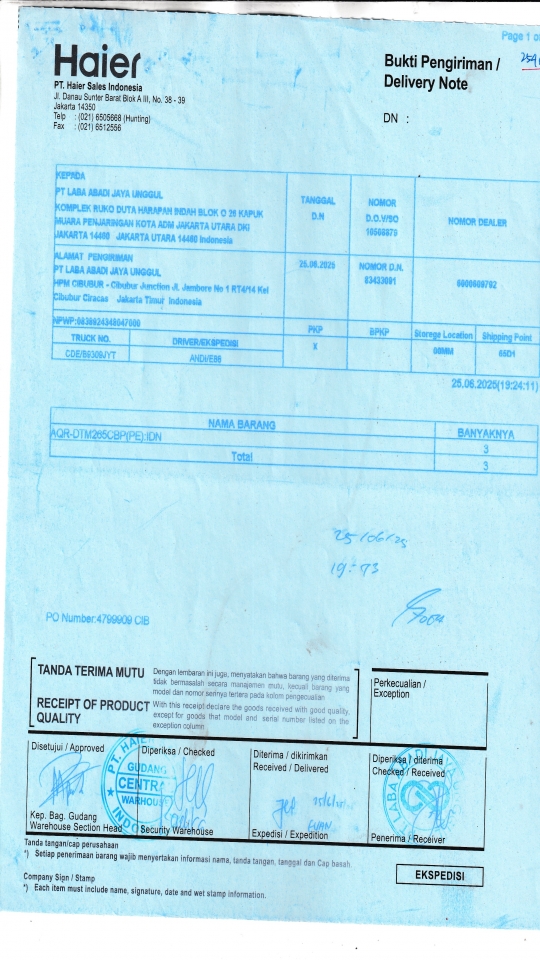 Page 1 of
Haier
Bukti Pengiriman /
Delivery Note
PT. Haier Sales Indonesia
Jl. Danau Sunter Barat Blok A III, No. 38 - 39
Jakarta 14350
Telp : (021) 6505668 (Hunting)
Fax : (021) 6512556
DN :
KEPADA
PT LABA ABADI JAYA UNGGUL
KOMPLEK RUKO DUTA HARAPAN INDAH BLOK O 25 KAPUK
MUARA PENJARINGAN KOTA ADM JAKARTA UTARA DKI
JAKARTA 14460 JAKARTA UTARA 14460 Indonesia
TANGGAL
D.N
NOMOR
D.O.Y/SO
NOMOR DEALER
ALAMAT PENGIRIMAN
PT LABA ABADI JAYA UNGGUL
HPM CIBUBUR - Cibubur Junction Jl. Jambore No 1 RT4/14 Kel
Cibubur Ciracas Jakarta Timur Indonesia
25.06.2025
NOMOR D.N.
TRUCK NO.
DRIVER/EKSPEDISI
PKP
BPKP
Storege Location
Shipping Point
X
25.06.2025(19:24:11)
NAMA BARANG
BANYAKNYA
AQR-DTM265CBP(PE):IDN
3
Total
3
25/06/25
PO Number:4799909 CIB
TANDA TERIMA MUTU
Dengan lembaran ini juga, menyatakan bahwa barang yang diterima
tidak bermasalah secara manajemen mutu, kecuali barang yang
model dan nomor serinya tertera pada kolom pengecualian.
RECEIPT OF PRODUCT
QUALITY
With this receipt declare the goods received with good quality,
except for goods that model and serial number listed on the
exception column
Perkecualian /
Exception
Disetujui / Approved
Diperiksa / Checked
Diterima / dikirimkan
Received / Delivered
Diperiksa / diterima
Checked / Received
PT. HAIER
GUDANG
CENTRA
WAREHOUS
INDO
LABA ABADI JAYA
Kep. Bag. Gudang
Warehouse Section Head
Security Warehouse
Expedisi / Expedition
Penerima / Receiver
Tanda tangan/cap perusahaan
*) Setiap penerimaan barang wajib menyertakan informasi nama, tanda tangan, tanggal dan Cap basah.
EKSPEDISI
Company Sign / Stamp
*) Each item must include name, signature, date and wet stamp information.